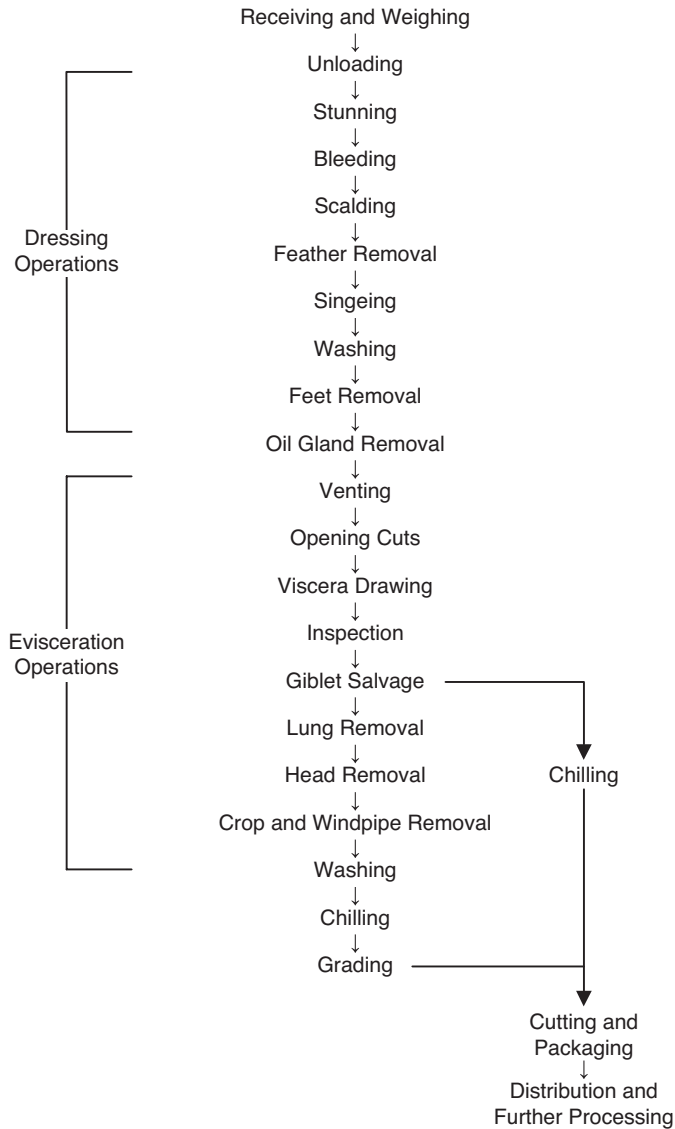 Receiving and Weighing
↓
Unloading
↓
Stunning
↓
Bleeding
↓
Scalding
↓
Dressing
Operations
Feather Removal
↓
Singeing
↓
Washing
↓
Feet Removal
↓
Oil Gland Removal
↓
Venting
↓
Opening Cuts
↓
Viscera Drawing
↓
Inspection
↓
Evisceration
Operations
Giblet Salvage
↓
Lung Removal
↓
Head Removal
Chilling
↓
Crop and Windpipe Removal
↓
Washing
↓
Chilling
↓
Grading
Cutting and
Packaging
↓
Distribution and
Further Processing